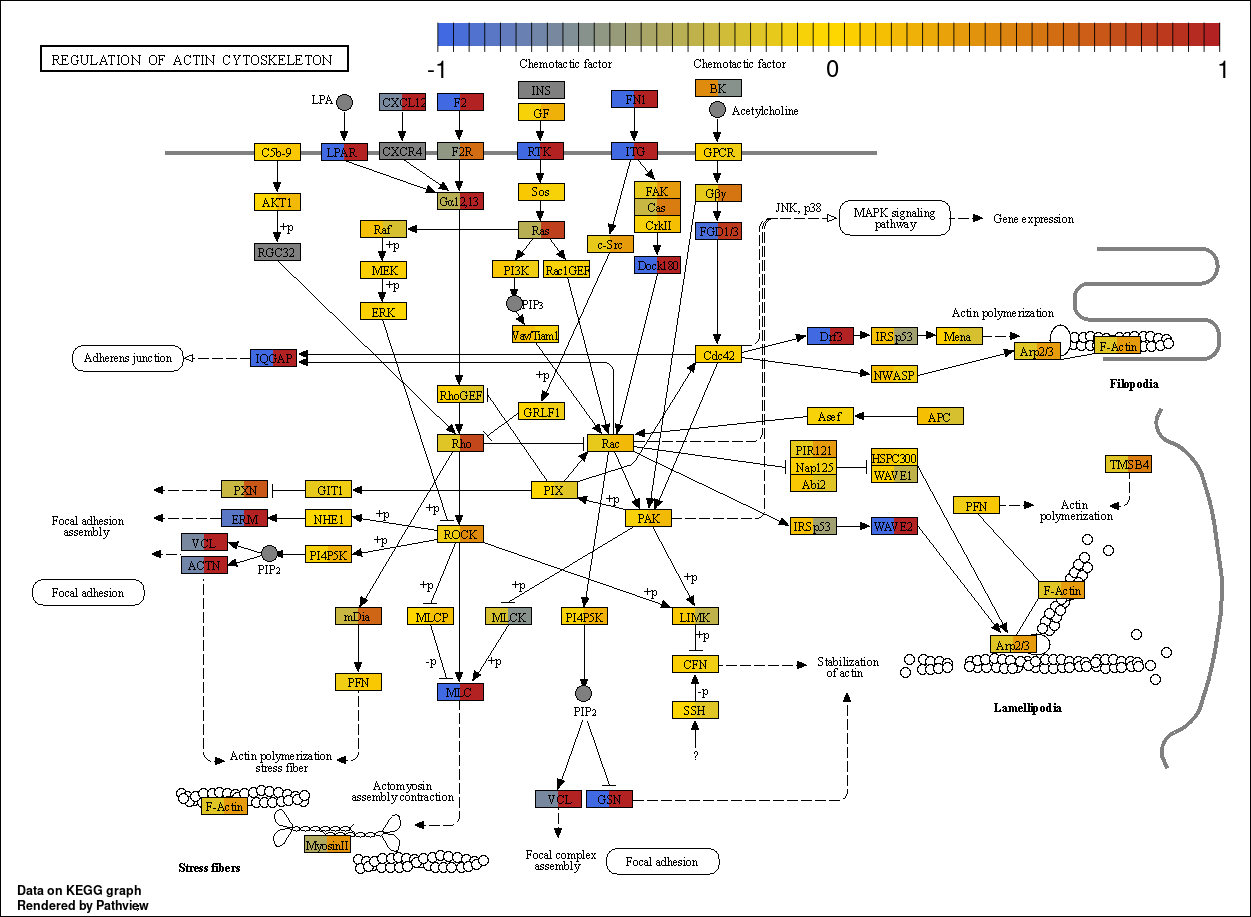 REGULATION OF ACTIN CYTOSKELETON
-1
0
1
Chemotactic factor
Chemotactic factor
LPA
CXCL12
F2
INS
GF
FN1
BK
Acetylcholine
C5b-9
LPAR
CXCR4
F2R
RTK
ITG
GPCR
AKT1
Gα12,13
Sos
FAK
Cas
CrkII
Gβγ
+p
Raf
Ras
c-Src
FGD1/3
JNK, p38
MAPK signaling
pathway
Gene expression
RGC32
+p
MEK
PI3K
Rac1GEF
Dock180
+p
ERK
PIP3
Vav/Tiam1
Actin polymerization
Drf3
IRSp53
Mena
Arp2/3
F-Actin
Adherens junction
IQGAP
Cdc42
NWASP
Filopodia
+p
RhoGEF
GRLF1
Asef
APC
Rho
Rac
PIR121
Nap125
Abi2
HSPC300
WAVE1
TMSB4
PXN
GIT1
PIX
+p
PFN
Actin
polymerization
Focal adhesion
assembly
ERM
NHE1
+p
+p
PAK
IRSp53
WAVE2
ROCK
VCL
ACTN
PIP2
PI4P5K
+p
Focal adhesion
+p
+p
+p
F-Actin
mDia
MLCP
MLCK
PI4P5K
LIMK
+p
Arp2/3
-p
+p
CFN
Stabilization
of actin
PFN
MLC
-p
Lamellipodia
PIP2
SSH
?
Actin polymerization
stress fiber
Actomyosin
assembly contraction
F-Actin
VCL
GSN
MyosinII
Stress fibers
Focal complex
assembly
Focal adhesion
Data on KEGG graph
Rendered by Pathview